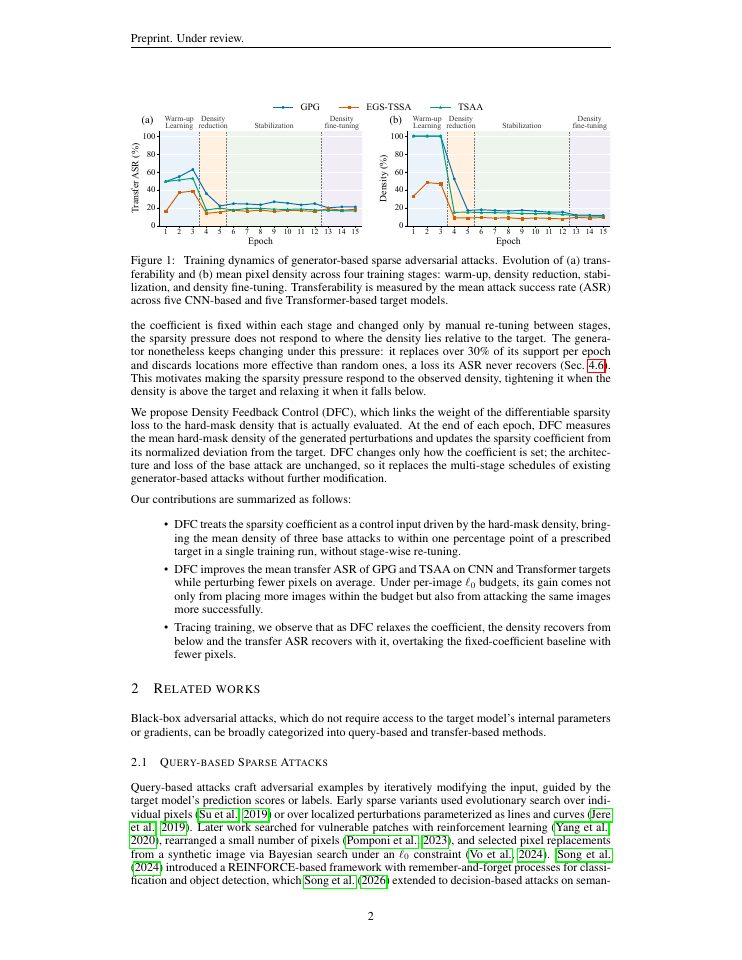 Preprint. Under review.
GPG EGS-TSSA TSAA
(a) Warm-up Learning Density reduction Stabilization Density fine-tuning
Transfer ASR (%)
100
80
60
40
20
0
1 2 3 4 5 6 7 8 9 10 11 12 13 14 15
Epoch
(b) Warm-up Learning Density reduction Stabilization Density fine-tuning
Density (%)
100
80
60
40
20
0
1 2 3 4 5 6 7 8 9 10 11 12 13 14 15
Epoch
Figure 1: Training dynamics of generator-based sparse adversarial attacks. Evolution of (a) trans-
ferability and (b) mean pixel density across four training stages: warm-up, density reduction, stabi-
lization, and density fine-tuning. Transferability is measured by the mean attack success rate (ASR)
across five CNN-based and five Transformer-based target models.
the coefficient is fixed within each stage and changed only by manual re-tuning between stages,
the sparsity pressure does not respond to where the density lies relative to the target. The genera-
tor nonetheless keeps changing under this pressure: it replaces over 30% of its support per epoch
and discards locations more effective than random ones, a loss its ASR never recovers (Sec. 4.6).
This motivates making the sparsity pressure respond to the observed density, tightening it when the
density is above the target and relaxing it when it falls below.
We propose Density Feedback Control (DFC), which links the weight of the differentiable sparsity
loss to the hard-mask density that is actually evaluated. At the end of each epoch, DFC measures
the mean hard-mask density of the generated perturbations and updates the sparsity coefficient from
its normalized deviation from the target. DFC changes only how the coefficient is set; the architec-
ture and loss of the base attack are unchanged, so it replaces the multi-stage schedules of existing
generator-based attacks without further modification.
Our contributions are summarized as follows:
• DFC treats the sparsity coefficient as a control input driven by the hard-mask density, bring-
ing the mean density of three base attacks to within one percentage point of a prescribed
target in a single training run, without stage-wise re-tuning.
• DFC improves the mean transfer ASR of GPG and TSAA on CNN and Transformer targets
while perturbing fewer pixels on average. Under per-image ℓ0 budgets, its gain comes not
only from placing more images within the budget but also from attacking the same images
more successfully.
• Tracing training, we observe that as DFC relaxes the coefficient, the density recovers from
below and the transfer ASR recovers with it, overtaking the fixed-coefficient baseline with
fewer pixels.
2 RELATED WORKS
Black-box adversarial attacks, which do not require access to the target model's internal parameters
or gradients, can be broadly categorized into query-based and transfer-based methods.
2.1 QUERY-BASED SPARSE ATTACKS
Query-based attacks craft adversarial examples by iteratively modifying the input, guided by the
target model's prediction scores or labels. Early sparse variants used evolutionary search over indi-
vidual pixels (Su et al., 2019) or over localized perturbations parameterized as lines and curves (Jere
et al., 2019). Later work searched for vulnerable patches with reinforcement learning (Yang et al.,
2020), rearranged a small number of pixels (Pomponi et al., 2023), and selected pixel replacements
from a synthetic image via Bayesian search under an ℓ0 constraint (Vo et al., 2024). Song et al.
(2024) introduced a REINFORCE-based framework with remember-and-forget processes for classi-
fication and object detection, which Song et al. (2026) extended to decision-based attacks on seman-
2